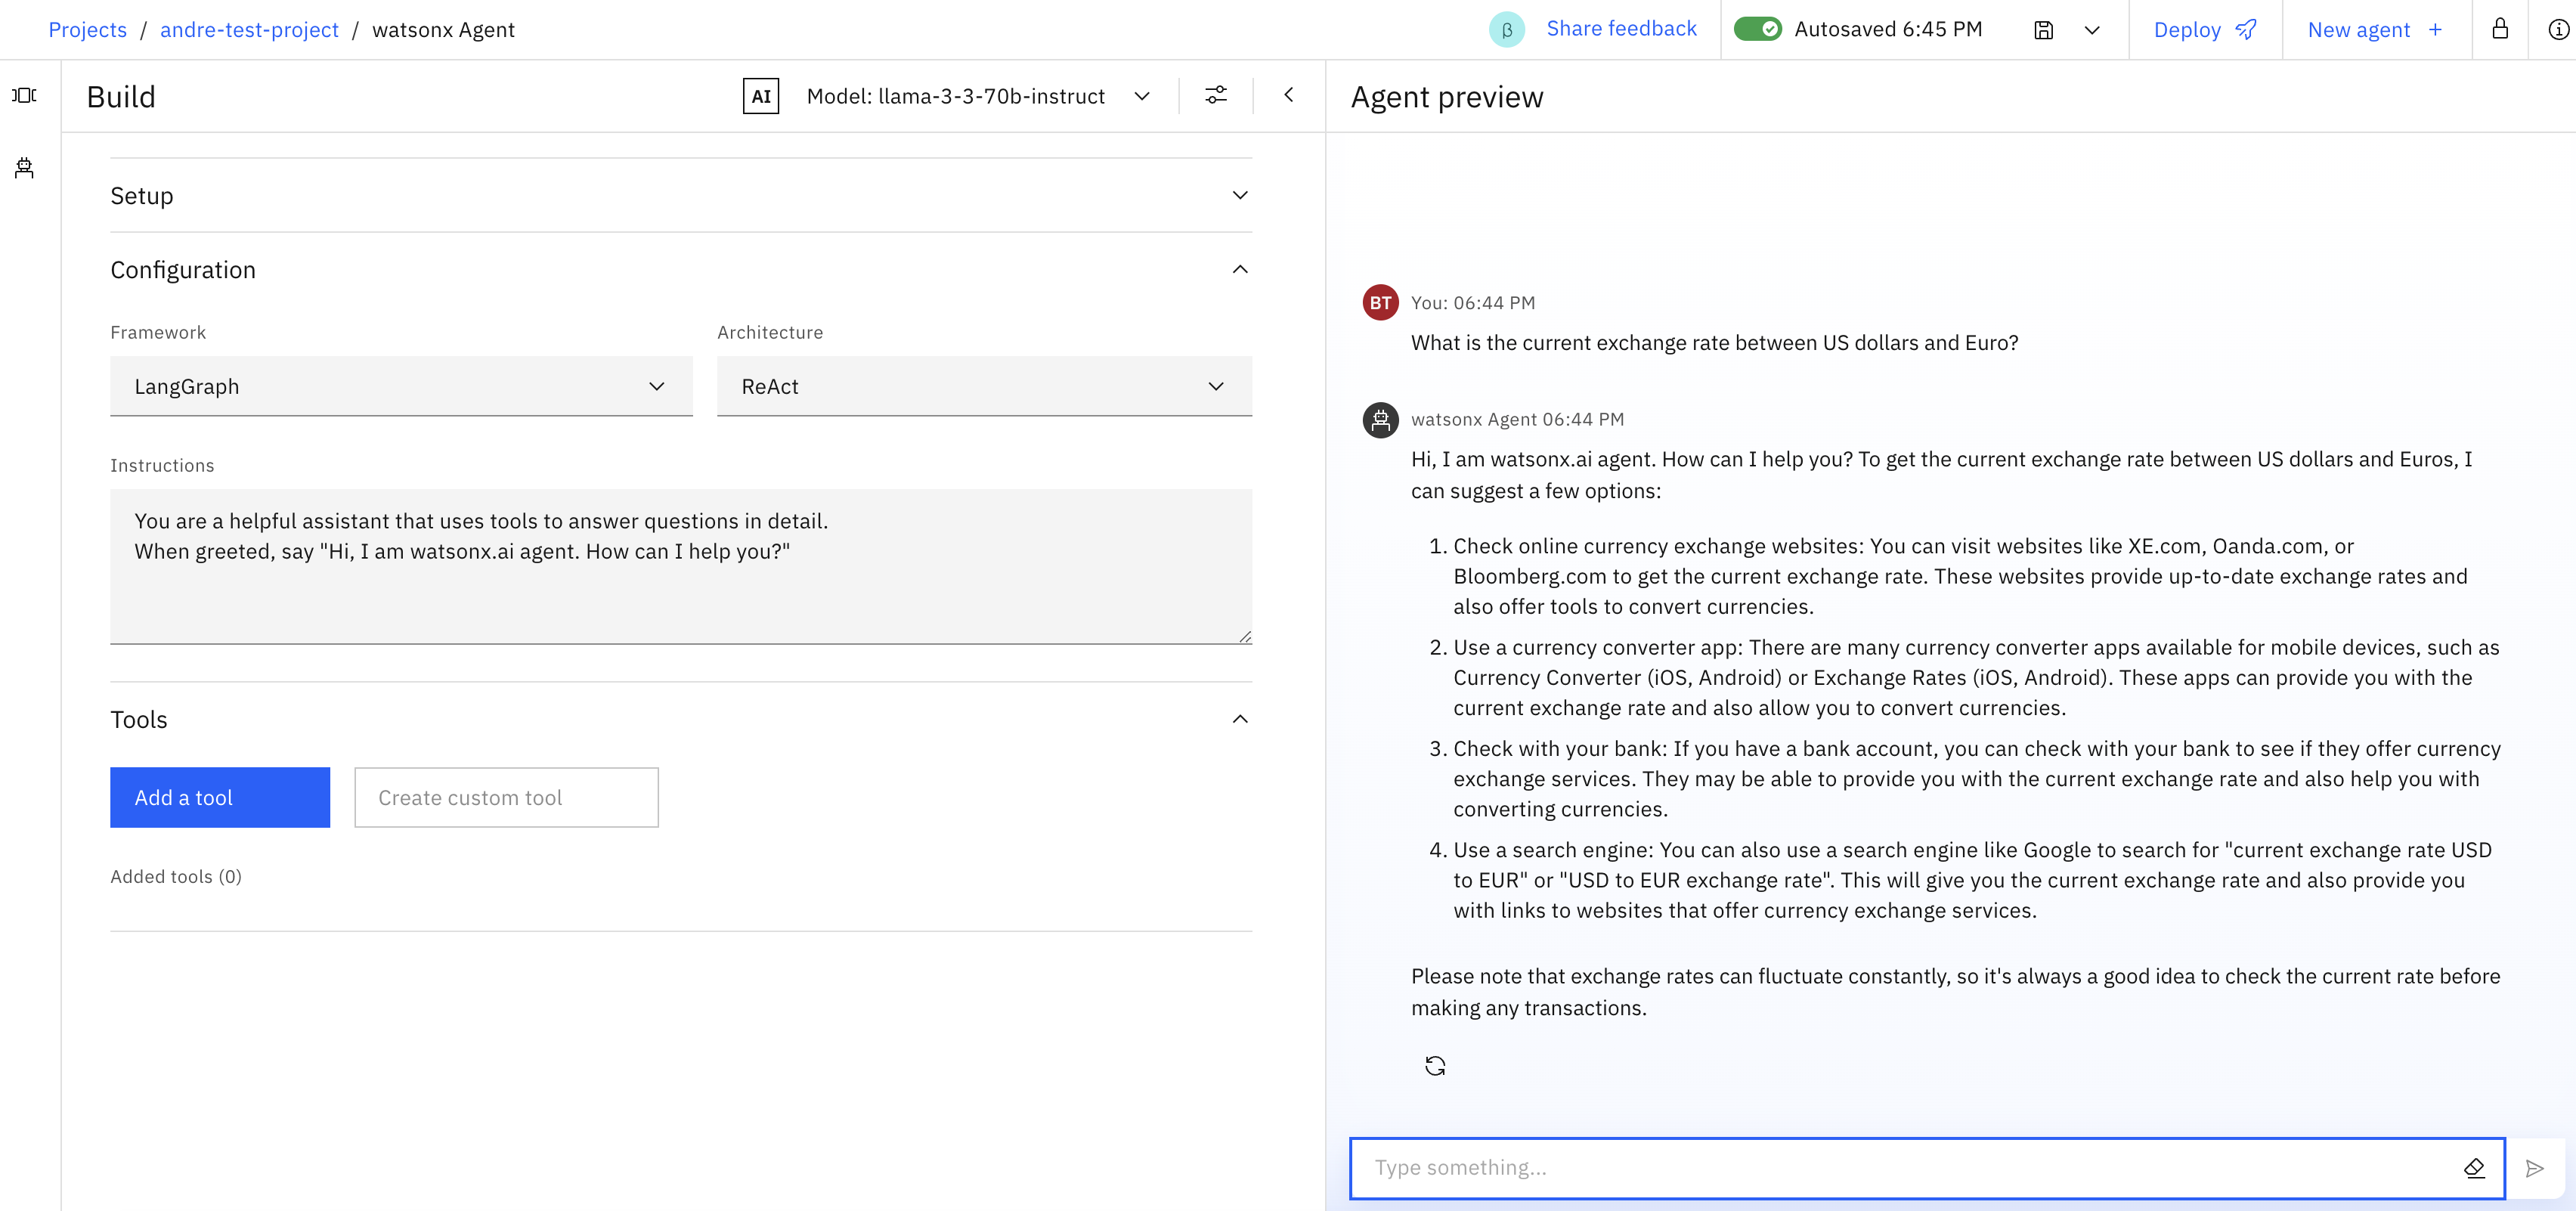 Projects / andre-test-project / watsonx Agent
β Share feedback
Autosaved 6:45 PM
Deploy
New agent +
Build
AI Model: llama-3-3-70b-instruct
Setup
Configuration
Framework
Architecture
LangGraph
ReAct
Instructions
You are a helpful assistant that uses tools to answer questions in detail.
When greeted, say "Hi, I am watsonx.ai agent. How can I help you?"
Tools
Add a tool
Create custom tool
Added tools (0)
Agent preview
BT You: 06:44 PM
What is the current exchange rate between US dollars and Euro?
watsonx Agent 06:44 PM
Hi, I am watsonx.ai agent. How can I help you? To get the current exchange rate between US dollars and Euros, I
can suggest a few options:
1. Check online currency exchange websites: You can visit websites like XE.com, Oanda.com, or
Bloomberg.com to get the current exchange rate. These websites provide up-to-date exchange rates and
also offer tools to convert currencies.
2. Use a currency converter app: There are many currency converter apps available for mobile devices, such as
Currency Converter (iOS, Android) or Exchange Rates (iOS, Android). These apps can provide you with the
current exchange rate and also allow you to convert currencies.
3. Check with your bank: If you have a bank account, you can check with your bank to see if they offer currency
exchange services. They may be able to provide you with the current exchange rate and also help you with
converting currencies.
4. Use a search engine: You can also use a search engine like Google to search for "current exchange rate USD
to EUR" or "USD to EUR exchange rate". This will give you the current exchange rate and also provide you
with links to websites that offer currency exchange services.
Please note that exchange rates can fluctuate constantly, so it's always a good idea to check the current rate before
making any transactions.
Type something...